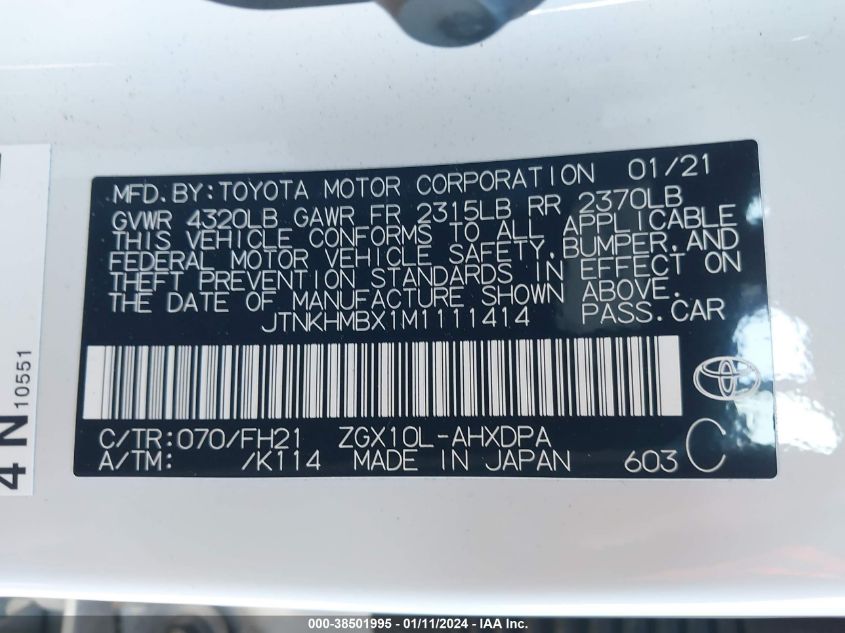 MFD.BY:TOYOTA MOTOR CORPORATION 01/21
GVWR 4320LB GAWR FR 2315LB RR 2370LB
THIS VEHICLE CONFORMS TO ALL APPLICABLE
FEDERAL MOTOR VEHICLE SAFETY,BUMPER,AND
THEFT PREVENTION STANDARDS IN EFFECT ON
THE DATE OF MANUFACTURE SHOWN ABOVE.
JTNKHMBX1M1111414 PASS.CAR
C/TR:070/FH21 ZGX10L-AHXDPA
A/TM: /K114 MADE IN JAPAN 603 C
4 N 10551
000-38501995 - 01/11/2024 - IAA Inc.